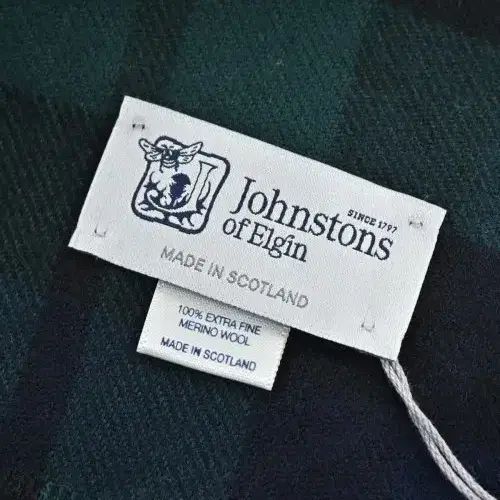 SINCE 1797
Johnstons
of Elgin
MADE IN SCOTLAND
100% EXTRA FINE
MERINO WOOL
MADE IN SCOTLAND